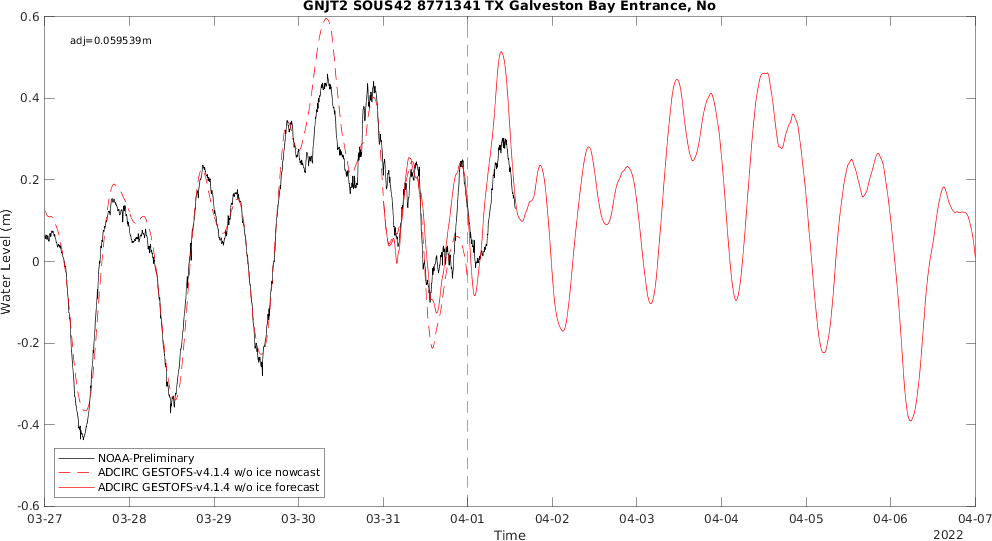 GNJT2 SOUS42 8771341 TX Galveston Bay Entrance, No
adj=0.059539m
Water Level (m)
0.6
0.4
0.2
0
-0.2
-0.4
-0.6
NOAA-Preliminary
ADCIRC GESTOFS-v4.1.4 w/o ice nowcast
ADCIRC GESTOFS-v4.1.4 w/o ice forecast
03-27 03-28 03-29 03-30 03-31 04-01 04-02 04-03 04-04 04-05 04-06 04-07
Time
2022